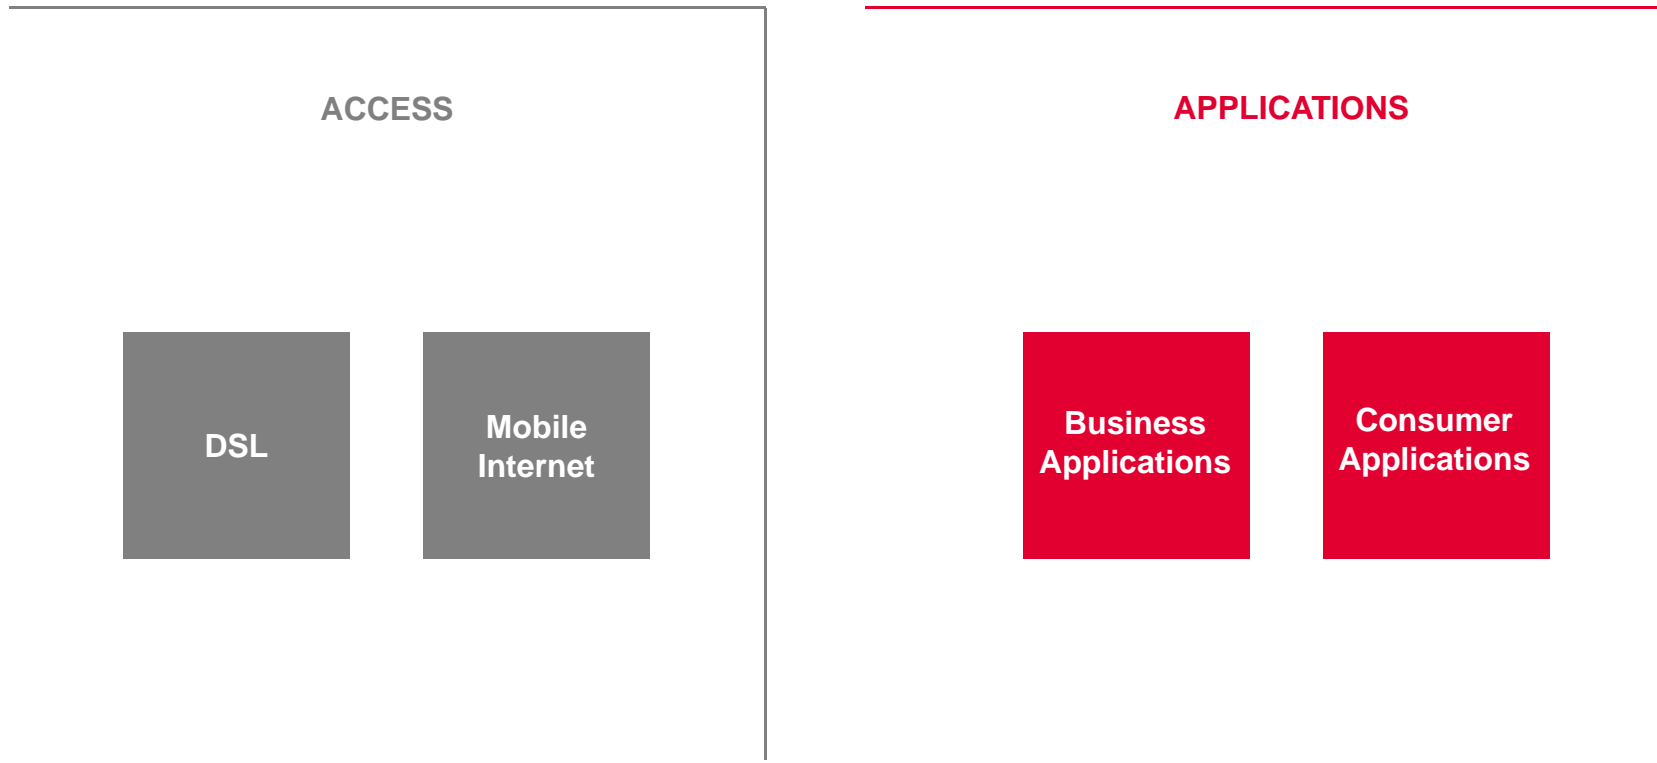 ACCESS
APPLICATIONS
DSL
Mobile
Internet
Business
Applications
Consumer
Applications